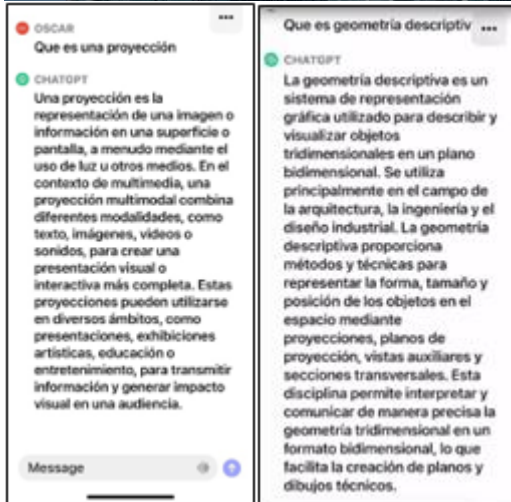 OSCAR
Que es una proyección
CHATGPT
Una proyección es la
representación de una imagen o
información en una superficie o
pantalla, a menudo mediante el
uso de luz u otros medios. En el
contexto de multimedia, una
proyección multimodal combina
diferentes modalidades, como
texto, imágenes, videos o
sonidos, para crear una
presentación visual o
interactiva más completa. Estas
proyecciones pueden utilizarse
en diversos ámbitos, como
presentaciones, exhibiciones
artísticas, educación o
entretenimiento, para transmitir
información y generar impacto
visual en una audiencia.
Message
Que es geometría descriptiv
CHATGPT
La geometría descriptiva es un
sistema de representación
gráfica utilizado para describir y
visualizar objetos
tridimensionales en un plano
bidimensional. Se utiliza
principalmente en el campo de
la arquitectura, la ingeniería y el
diseño industrial. La geometría
descriptiva proporciona
métodos y técnicas para
representar la forma, tamaño y
posición de los objetos en el
espacio mediante
proyecciones, planos de
proyección, vistas auxiliares y
secciones transversales. Esta
disciplina permite interpretar y
comunicar de manera precisa la
geometría tridimensional en un
formato bidimensional, lo que
facilita la creación de planos y
dibujos técnicos.